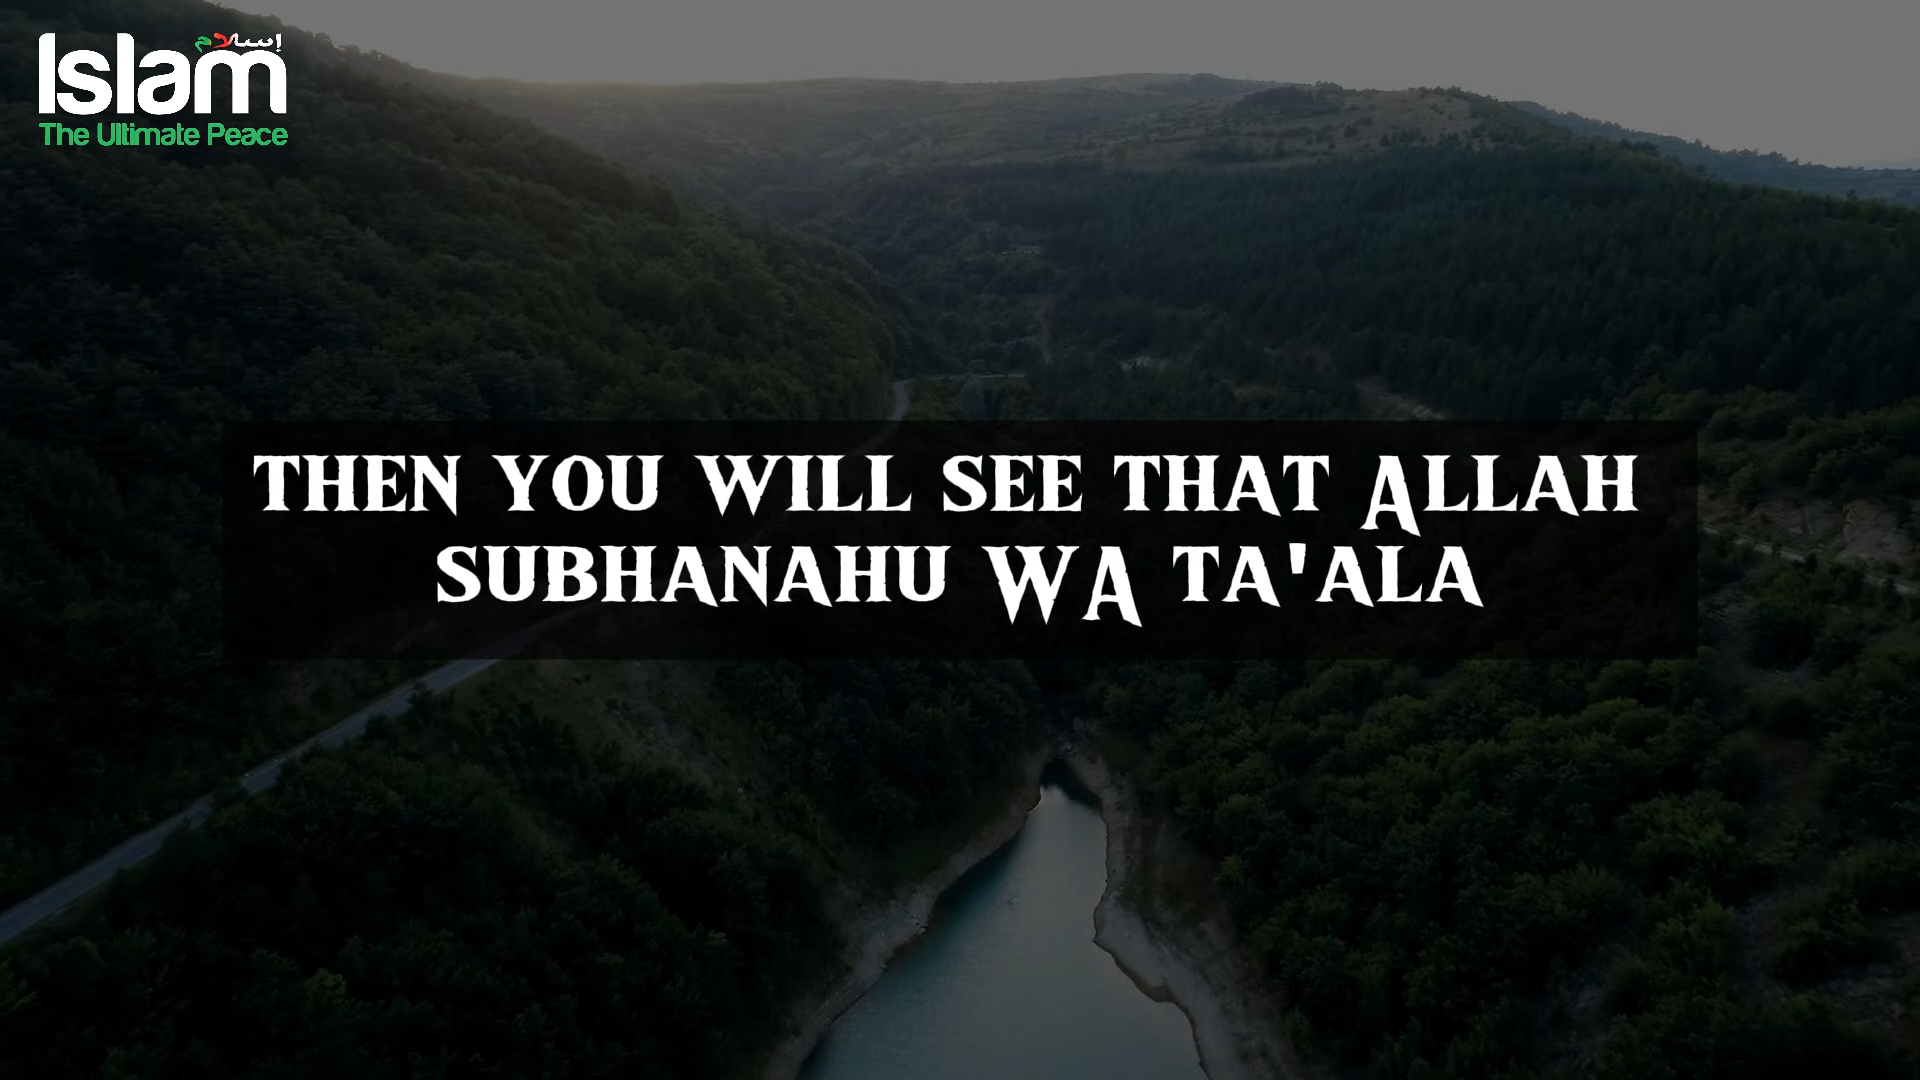 إسلام
Islam
The Ultimate Peace
THEN YOU WILL SEE THAT ALLAH
SUBHANAHU WA TA'ALA